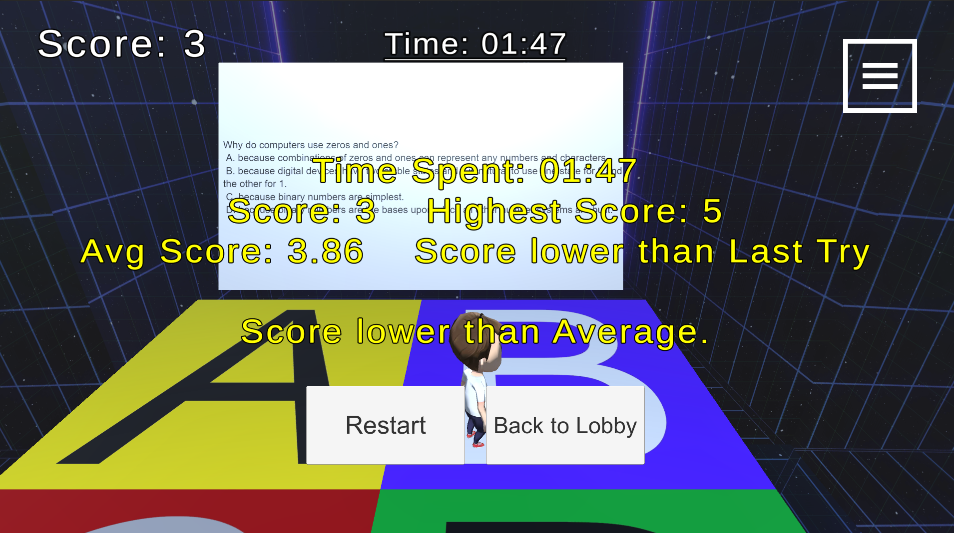 Score: 3
Time: 01:47
Why do computers use zeros and ones?
A. because combinations of zeros and ones can represent any numbers and characters.
B. because digital devices
the other for 1.
C. because binary numbers are simplest.
Time Spent: 01:47
Score: 3 Highest Score: 5
Avg Score: 3.86 Score lower than Last Try
Score lower than Average.
Restart
Back to Lobby
A
B